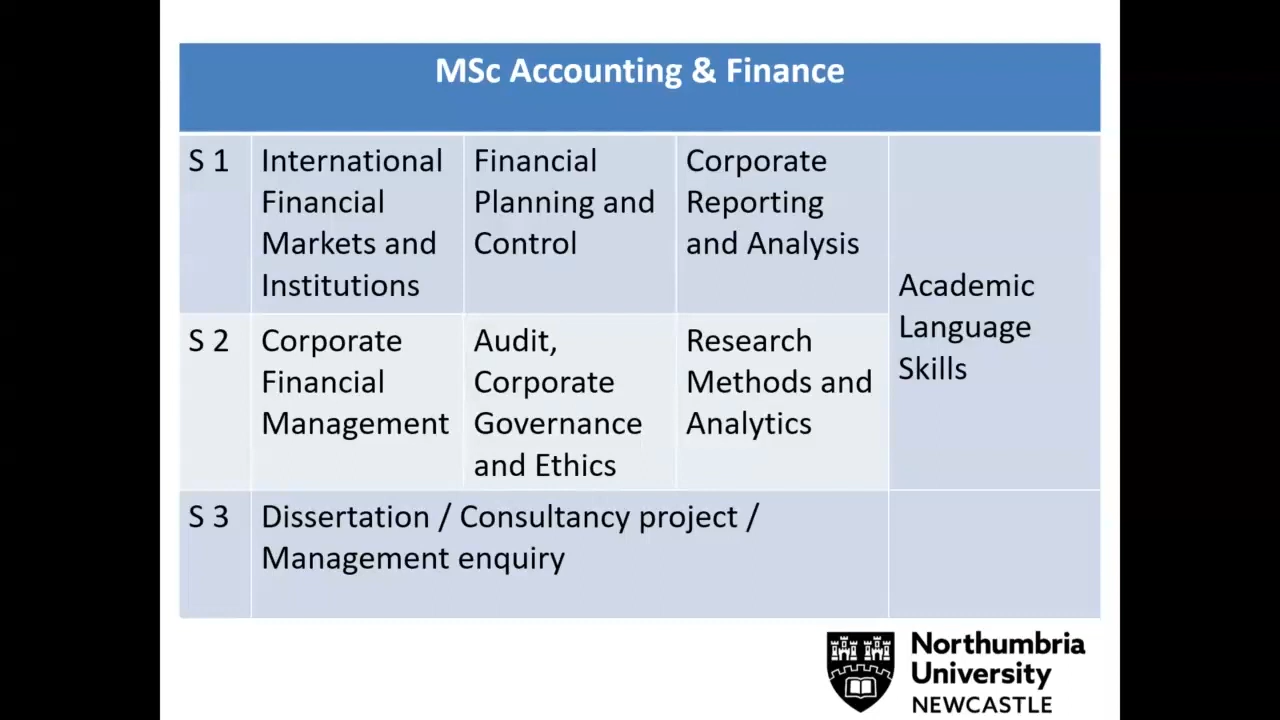 MSc Accounting & Finance
S 1
International
Financial
Markets and
Institutions
Financial
Planning and
Control
Corporate
Reporting
and Analysis
Academic
Language
Skills
S 2
Corporate
Financial
Management
Audit,
Corporate
Governance
and Ethics
Research
Methods and
Analytics
S 3
Dissertation / Consultancy project /
Management enquiry
Northumbria
University
NEWCASTLE